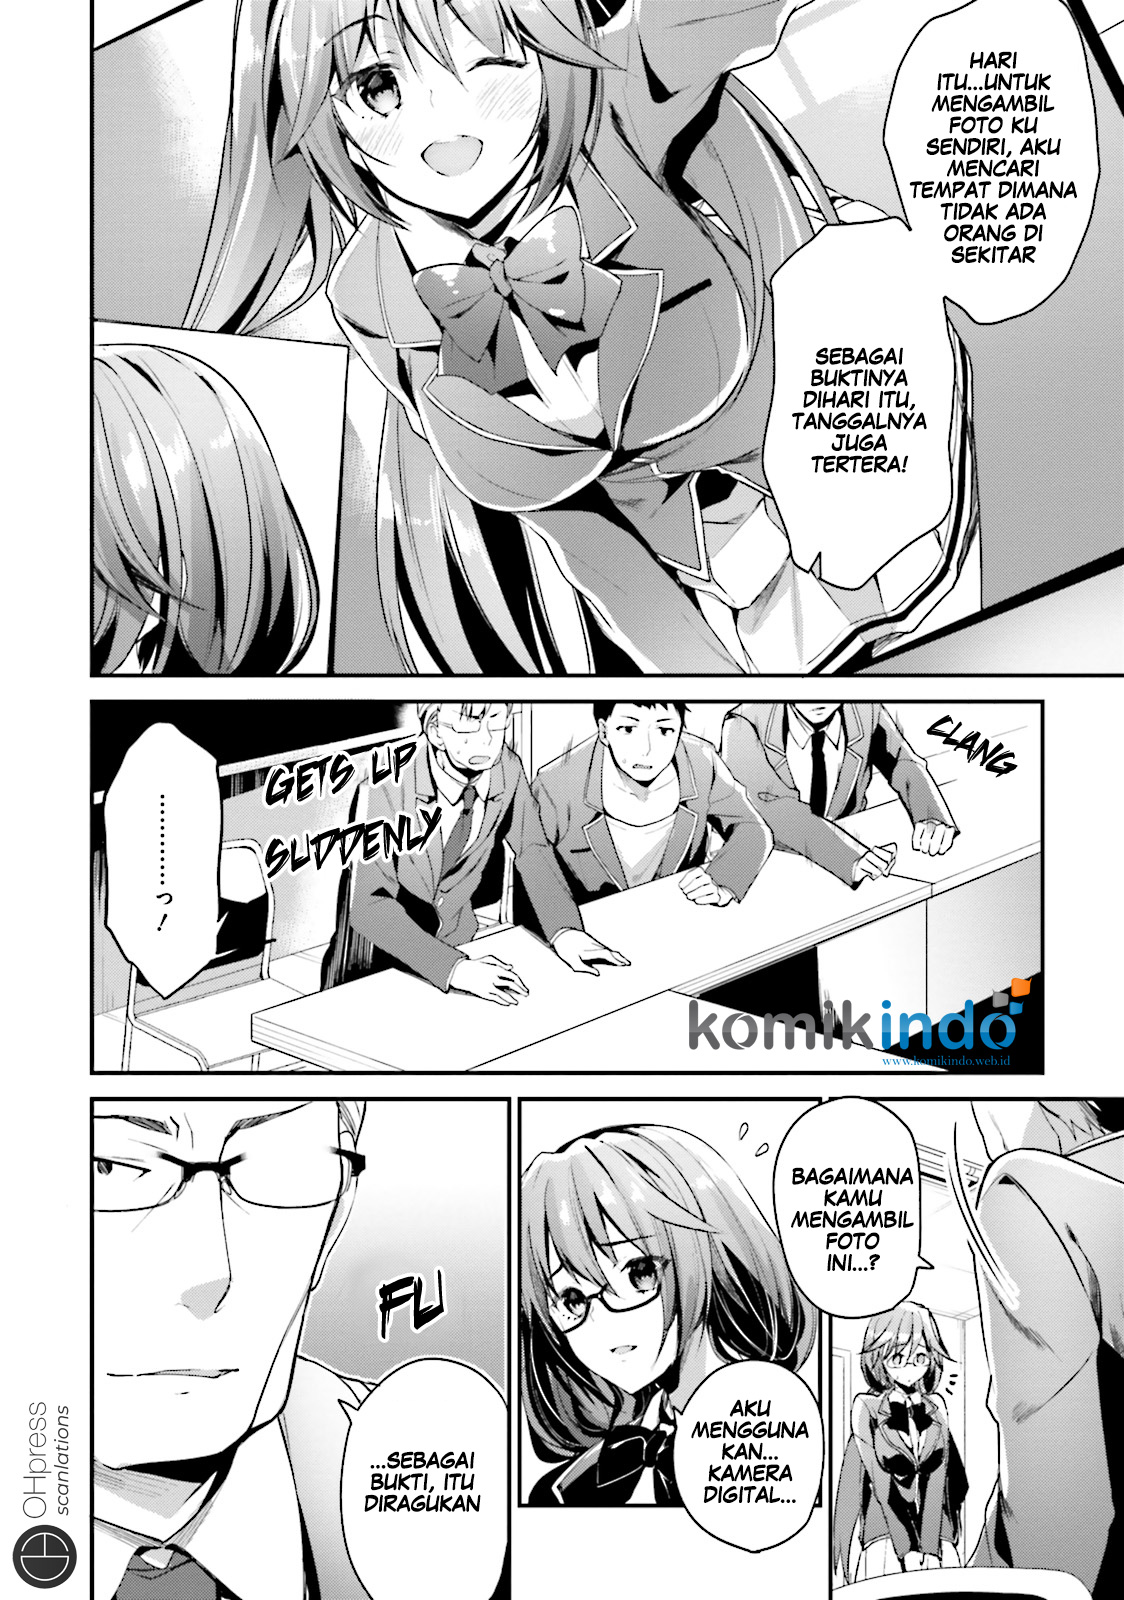 HARI
ITU...UNTUK
MENGAMBIL
FOTO KU
SENDIRI, AKU
MENCARI
TEMPAT DIMANA
TIDAK ADA
ORANG DI
SEKITAR
SEBAGAI
BUKTINYA
DIHARI ITU,
TANGGALNYA
JUGA
TERTERA!
CLANG
GETS UP
SUDDENLY
…………っ!
komikindo
www.komikindo.web.id
BAGAIMANA
KAMU
MENGAMBIL
FOTO
INI...?
AKU
MENGGUNA
KAN...
KAMERA
DIGITAL...
FU
...SEBAGAI
BUKTI, ITU
DIRAGUKAN
OHpress
scanlations